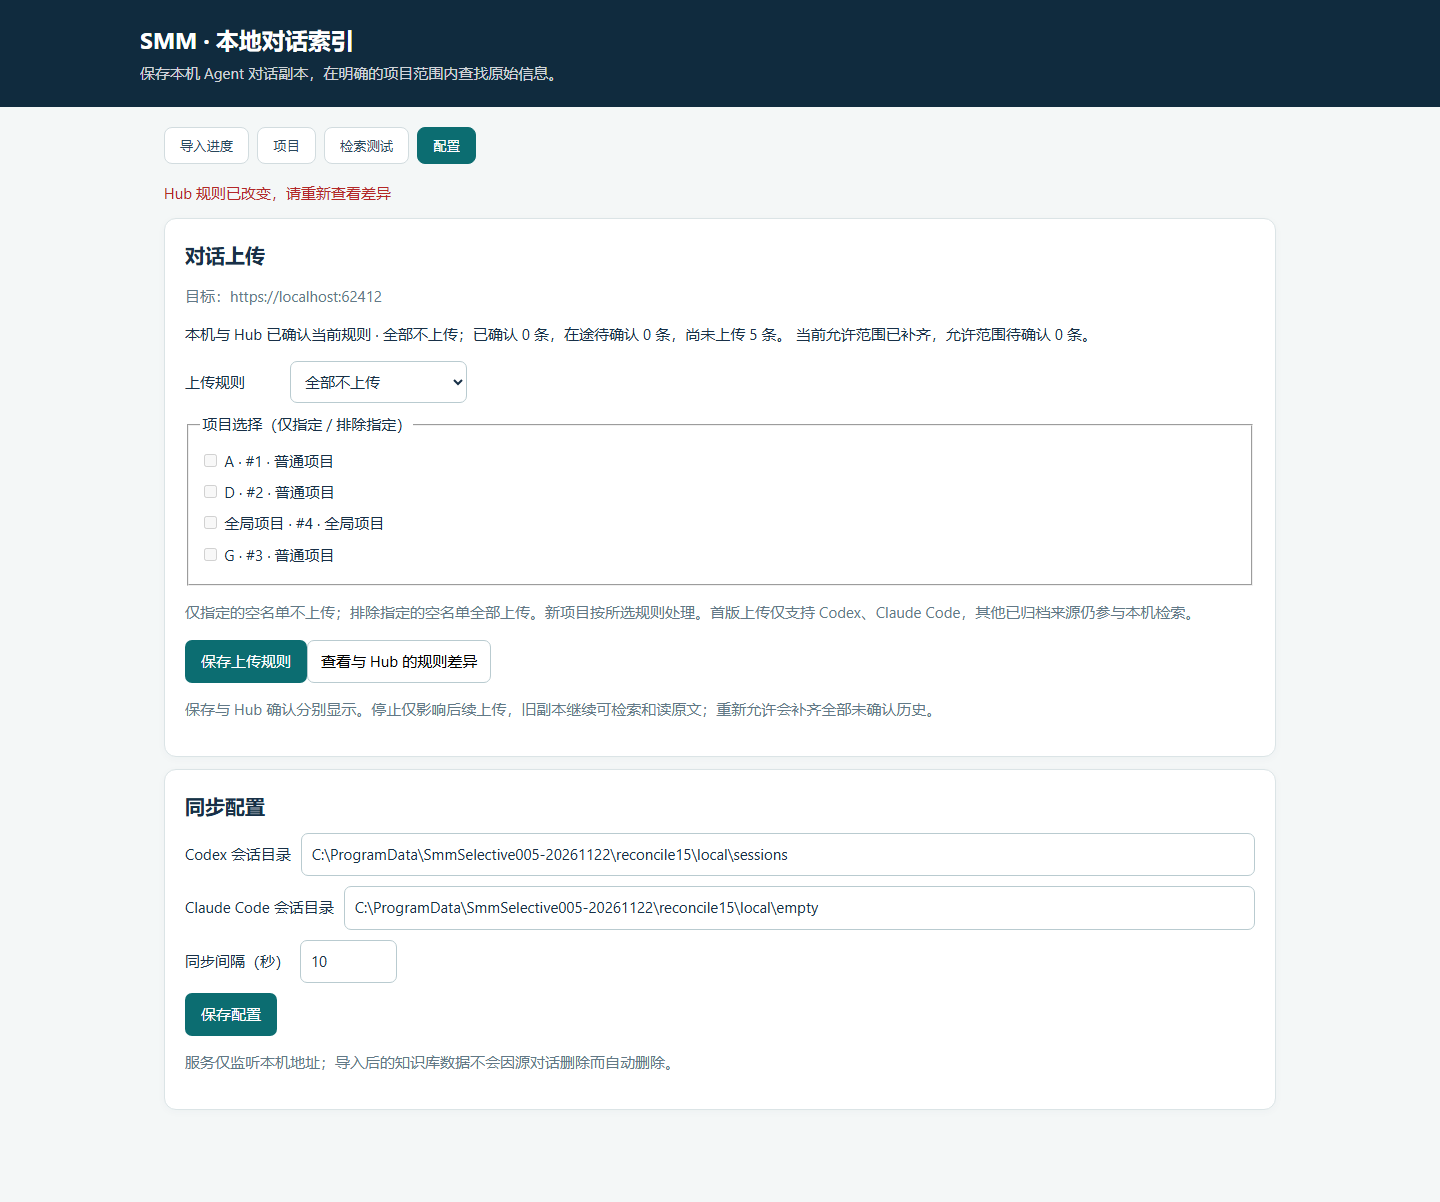 SMM · 本地对话索引
保存本机 Agent 对话副本，在明确的项目范围内查找原始信息。
导入进度 项目 检索测试 配置
Hub 规则已改变，请重新查看差异
对话上传
目标：https://localhost:62412
本机与 Hub 已确认当前规则 · 全部不上传；已确认 0 条，在途待确认 0 条，尚未上传 5 条。 当前允许范围已补齐，允许范围待确认 0 条。
上传规则 全部不上传
项目选择（仅指定 / 排除指定）
A · #1 · 普通项目
D · #2 · 普通项目
全局项目 · #4 · 全局项目
G · #3 · 普通项目
仅指定的空名单不上传；排除指定的空名单全部上传。新项目按所选规则处理。首版上传仅支持 Codex、Claude Code，其他已归档来源仍参与本机检索。
保存上传规则 查看与 Hub 的规则差异
保存与 Hub 确认分别显示。停止仅影响后续上传，旧副本继续可检索和读原文；重新允许会补齐全部未确认历史。
同步配置
Codex 会话目录 C:\ProgramData\SmmSelective005-20261122\reconcile15\local\sessions
Claude Code 会话目录 C:\ProgramData\SmmSelective005-20261122\reconcile15\local\empty
同步间隔（秒） 10
保存配置
服务仅监听本机地址；导入后的知识库数据不会因源对话删除而自动删除。